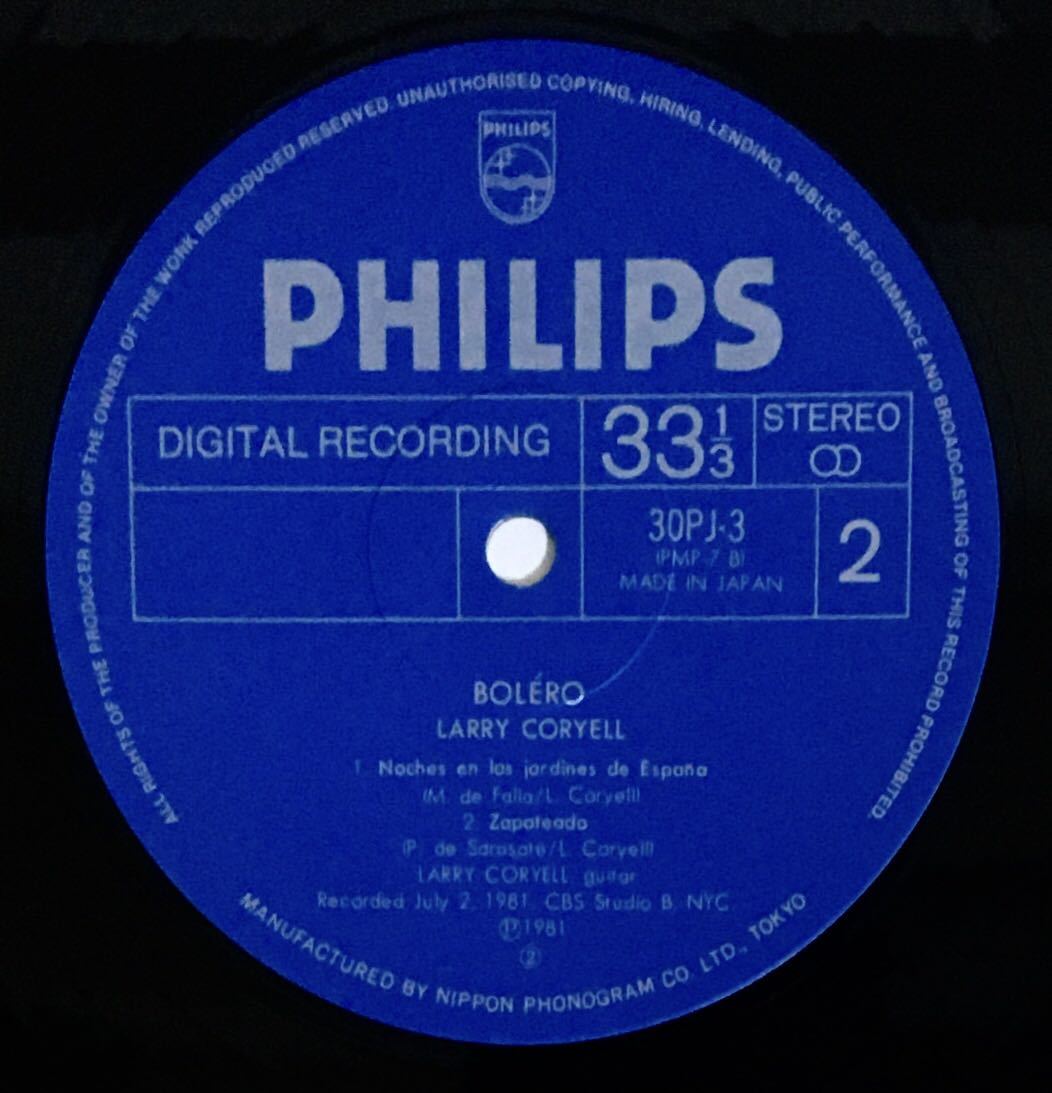 ALL RIGHTS OF THE PRODUCER AND OF THE OWNER OF THE WORK REPRODUCED RESERVED. UNAUTHORISED COPYING, HIRING, LENDING, PUBLIC PERFORMANCE AND BROADCASTING OF THIS RECORD PROHIBITED.
PHILIPS
PHILIPS
DIGITAL RECORDING
33 1/3
STEREO
30PJ-3
(PMP-7 B)
MADE IN JAPAN
2
BOLÉRO
LARRY CORYELL
1. Noches en los jardines de España
(M. de Falla/L. Coryell)
2. Zapateado
(P. de Sarasate/L. Coryell)
LARRY CORYELL, guitar
Recorded July 2, 1981, CBS Studio B, NYC
Ⓟ1981
②
MANUFACTURED BY NIPPON PHONOGRAM CO. LTD., TOKYO